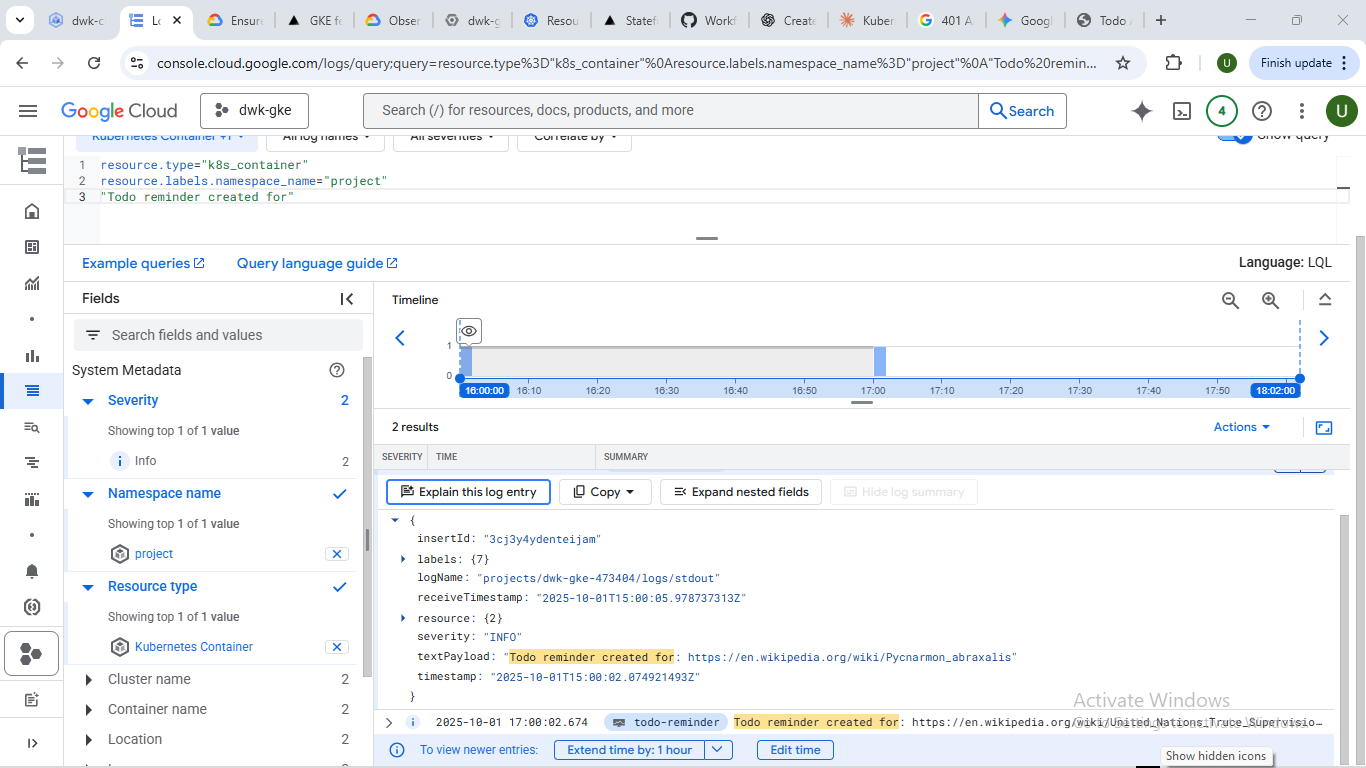 dwk-c
Lo
Ensure
GKE fe
Obser
dwk-g
Resou
Statef
Workf
Create
Kuber
401 A
Googl
Todo
console.cloud.google.com/logs/query;query=resource.type%3D"k8s_container"%0Aresource.labels.namespace_name%3D"project"%0A"Todo%20remin...
U
Finish update
Google Cloud
dwk-gke
Search (/) for resources, docs, products, and more
Search
4
U
Kubernetes Container +1
All log names
All severities
Correlate by
Show query
1 resource.type="k8s_container"
2 resource.labels.namespace_name="project"
3 "Todo reminder created for"
Example queries
Query language guide
Language: LQL
Fields
Search fields and values
System Metadata
Severity 2
Showing top 1 of 1 value
Info 2
Namespace name
Showing top 1 of 1 value
project
Resource type
Showing top 1 of 1 value
Kubernetes Container
Cluster name 2
Container name 2
Location 2
Timeline
1
0
16:00:00 16:10 16:20 16:30 16:40 16:50 17:00 17:10 17:20 17:30 17:40 17:50 18:02:00
2 results
Actions
SEVERITY TIME SUMMARY
Explain this log entry
Copy
Expand nested fields
Hide log summary
{
insertId: "3cj3y4ydenteijam"
labels: {7}
logName: "projects/dwk-gke-473404/logs/stdout"
receiveTimestamp: "2025-10-01T15:00:05.978737313Z"
resource: {2}
severity: "INFO"
textPayload: "Todo reminder created for: https://en.wikipedia.org/wiki/Pycnarmon_abraxalis"
timestamp: "2025-10-01T15:00:02.074921493Z"
}
2025-10-01 17:00:02.674 todo-reminder Todo reminder created for: https://en.wikipedia.org/wiki/United_Nations_Truce_Supervisio…
To view newer entries:
Extend time by: 1 hour
Edit time
Activate Windows
Go to Settings to activate Windows.
Show hidden icons